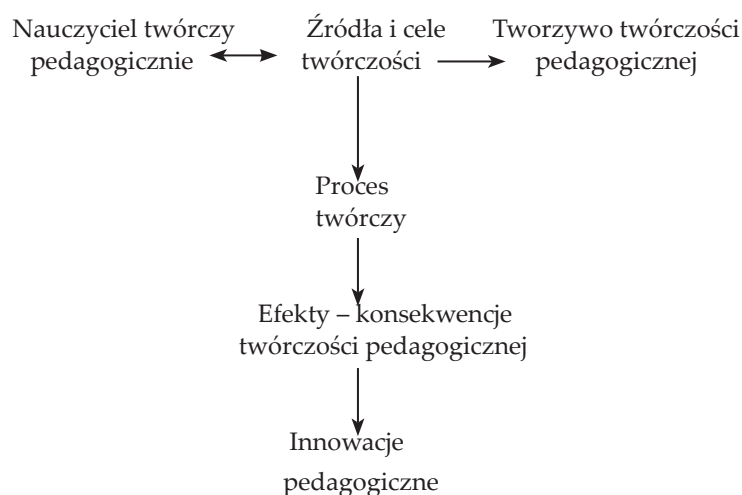 Nauczyciel twórczy
pedagogicznie
Źródła i cele
twórczości
Tworzywo twórczości
pedagogicznej
Proces
twórczy
Efekty – konsekwencje
twórczości pedagogicznej
Innowacje
pedagogiczne